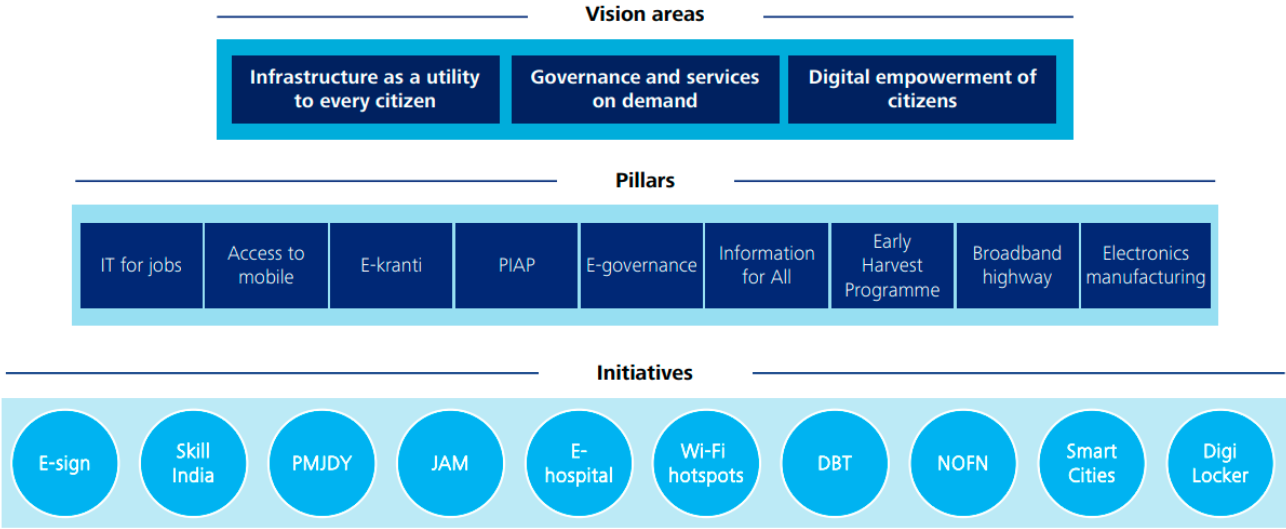 Vision areas
Infrastructure as a utility
to every citizen
Governance and services
on demand
Digital empowerment of
citizens
Pillars
IT for jobs
Access to
mobile
E-kranti
PIAP
E-governance
Information
for All
Early
Harvest
Programme
Broadband
highway
Electronics
manufacturing
Initiatives
E-sign
Skill
India
PMJDY
JAM
E-
hospital
Wi-Fi
hotspots
DBT
NOFN
Smart
Cities
Digi
Locker